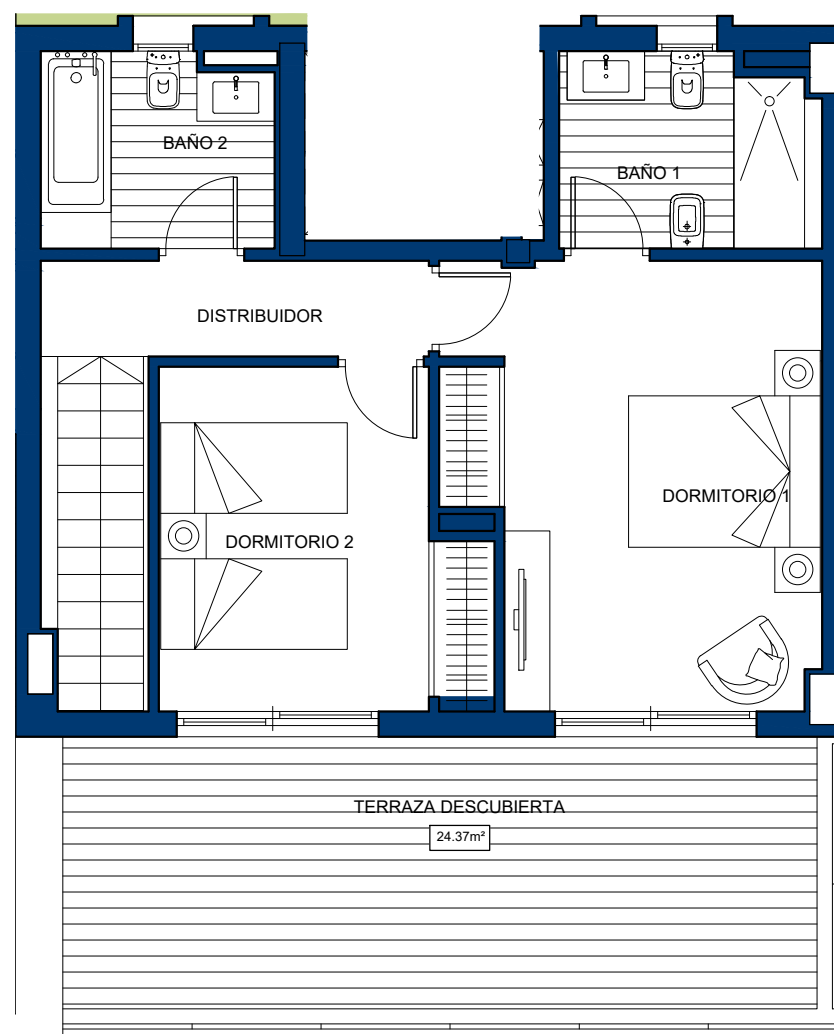 BAÑO 2
BAÑO 1
DISTRIBUIDOR
DORMITORIO 1
DORMITORIO 2
TERRAZA DESCUBIERTA
24.37m²